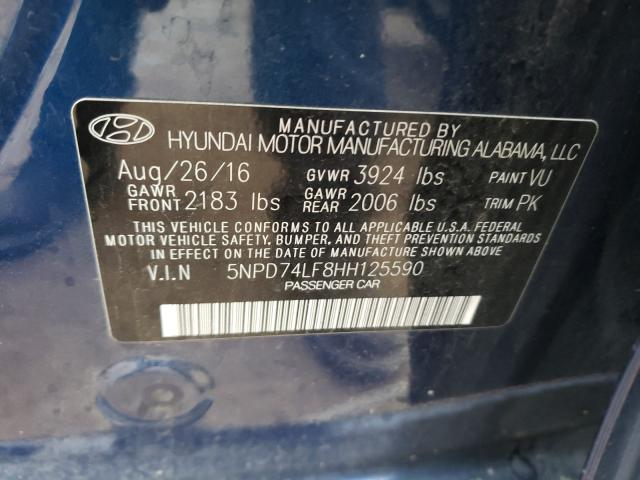 MANUFACTURED BY
HYUNDAI MOTOR MANUFACTURING ALABAMA, LLC
Aug/26/16 GVWR 3924 lbs PAINT VU
GAWR FRONT 2183 lbs GAWR REAR 2006 lbs TRIM PK
THIS VEHICLE CONFORMS TO ALL APPLICABLE U.S.A. FEDERAL
MOTOR VEHICLE SAFETY, BUMPER, AND THEFT PREVENTION STANDARDS
IN EFFECT ON THE DATE OF MANUFACTURE SHOWN ABOVE.
V.I.N 5NPD74LF8HH125590
PASSENGER CAR